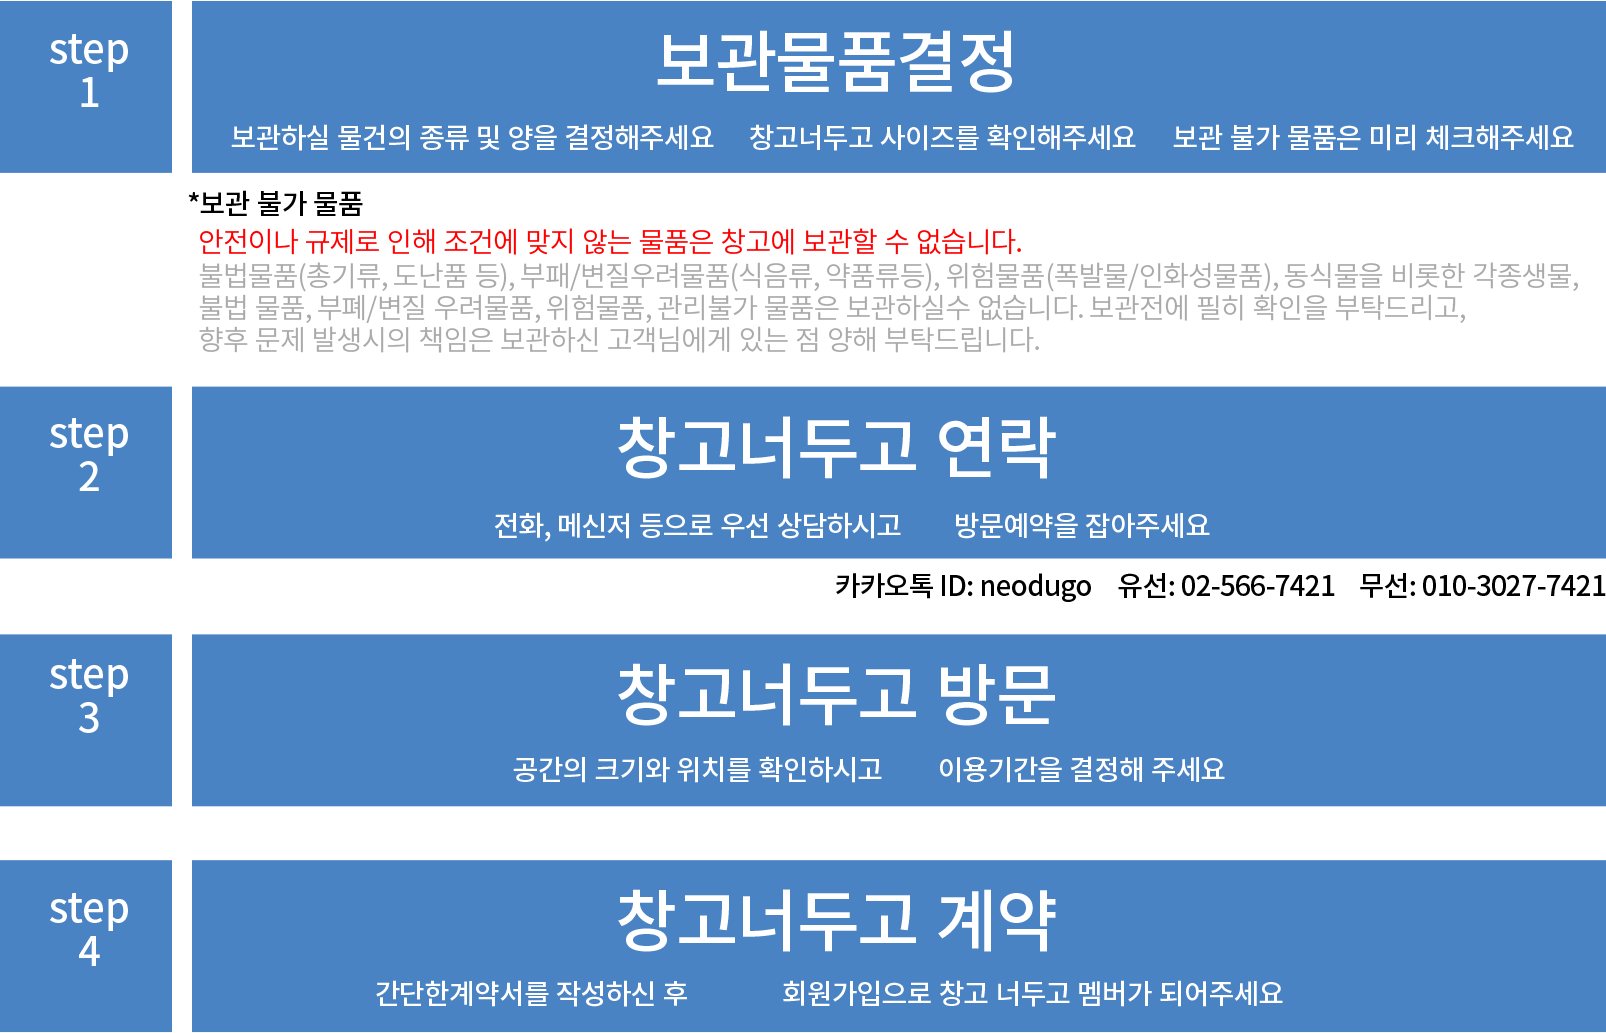 step
1
보관물품결정
보관하실 물건의 종류 및 양을 결정해주세요 창고너두고 사이즈를 확인해주세요 보관 불가 물품은 미리 체크해주세요
*보관 불가 물품
안전이나 규제로 인해 조건에 맞지 않는 물품은 창고에 보관할 수 없습니다.
불법물품(총기류, 도난품 등), 부패/변질우려물품(식음류, 약품류등), 위험물품(폭발물/인화성물품), 동식물을 비롯한 각종생물,
불법 물품, 부폐/변질 우려물품, 위험물품, 관리불가 물품은 보관하실수 없습니다. 보관전에 필히 확인을 부탁드리고,
향후 문제 발생시의 책임은 보관하신 고객님에게 있는 점 양해 부탁드립니다.
step
2
창고너두고 연락
전화, 메신저 등으로 우선 상담하시고 방문예약을 잡아주세요
카카오톡 ID: neodugo 유선: 02-566-7421 무선: 010-3027-7421
step
3
창고너두고 방문
공간의 크기와 위치를 확인하시고 이용기간을 결정해 주세요
step
4
창고너두고 계약
간단한계약서를 작성하신 후 회원가입으로 창고 너두고 멤버가 되어주세요